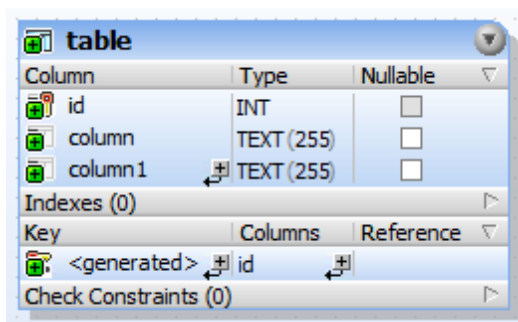 table
Column Type Nullable
id INT
column TEXT (255)
column1 TEXT (255)
Indexes (0)
Key Columns Reference
<generated> id
Check Constraints (0)